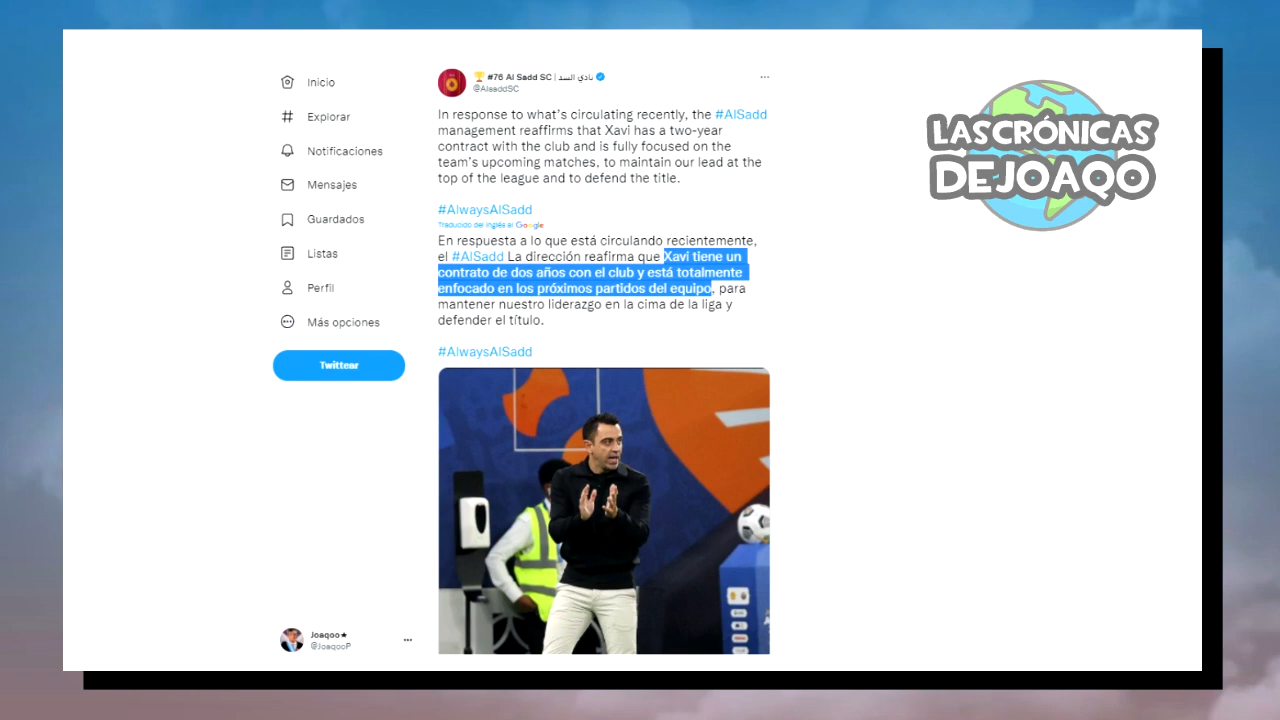 Inicio
Explorar
Notificaciones
Mensajes
Guardados
Listas
Perfil
Más opciones
Twittear
Joaqoo★
@JoaqooP
🏆 #76 Al Sadd SC | نادي السد
@AlsaddSC
In response to what's circulating recently, the #AlSadd
management reaffirms that Xavi has a two-year
contract with the club and is fully focused on the
team's upcoming matches, to maintain our lead at the
top of the league and to defend the title.
#AlwaysAlSadd
Traducido del inglés al Google
En respuesta a lo que está circulando recientemente,
el #AlSadd La dirección reafirma que Xavi tiene un
contrato de dos años con el club y está totalmente
enfocado en los próximos partidos del equipo, para
mantener nuestro liderazgo en la cima de la liga y
defender el título.
#AlwaysAlSadd
LAS CRÓNICAS
DE JOAQO